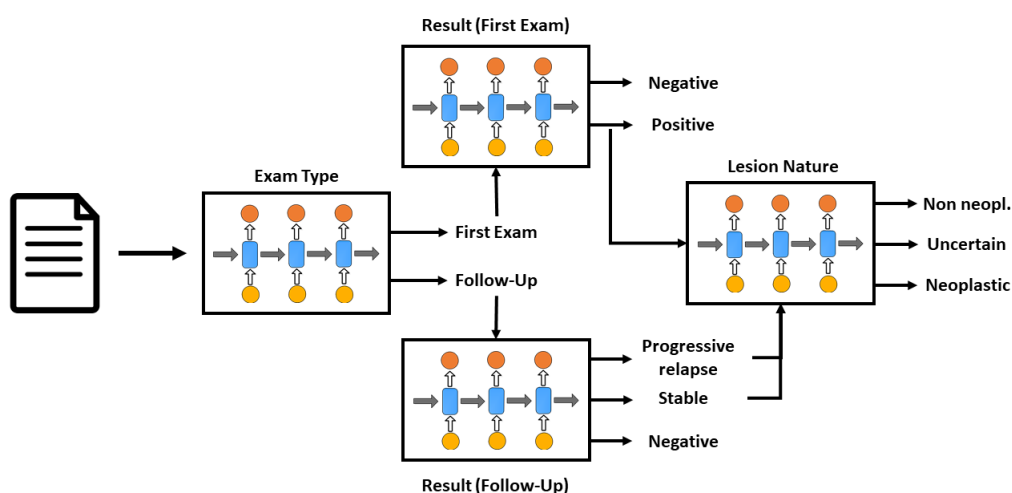 Result (First Exam)
Negative
Positive
Exam Type
First Exam
Follow-Up
Lesion Nature
Non neopl.
Uncertain
Neoplastic
Progressive
relapse
Stable
Negative
Result (Follow-Up)